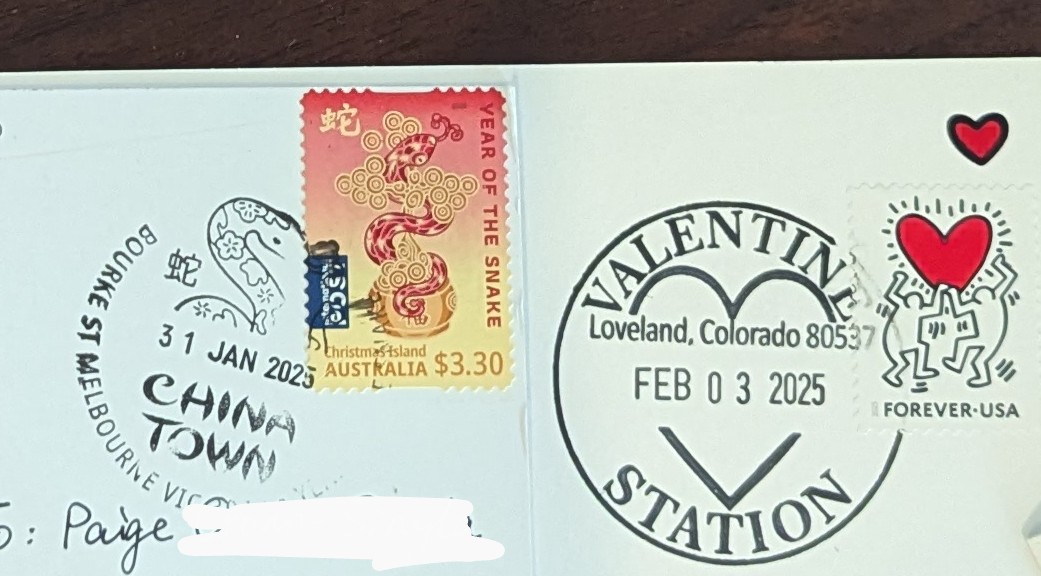 蛇
YEAR OF THE SNAKE
Christmas Island
AUSTRALIA $3.30
蛇
31 JAN 2025
CHINA
TOWN
BOURKE ST MELBOURNE VIC
: Paige
VALENTINE
Loveland, Colorado 80537
FEB 03 2025
STATION
FOREVER·USA